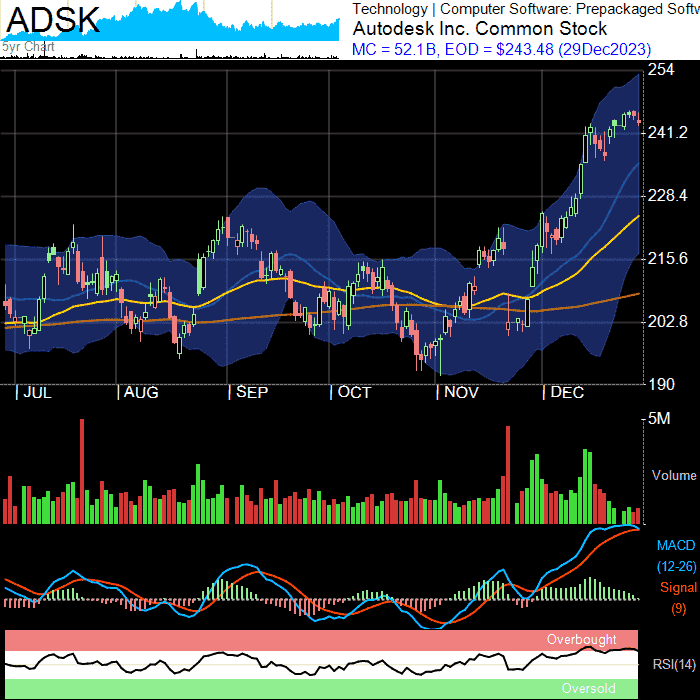 ADSK
5yr Chart
Technology | Computer Software: Prepackaged Softw
Autodesk Inc. Common Stock
MC = 52.1B, EOD = $243.48 (29Dec2023)
254
241.2
228.4
215.6
202.8
190
| JUL | AUG | SEP | OCT | NOV | DEC
5M
Volume
MACD
(12-26)
Signal
(9)
Overbought
RSI(14)
Oversold